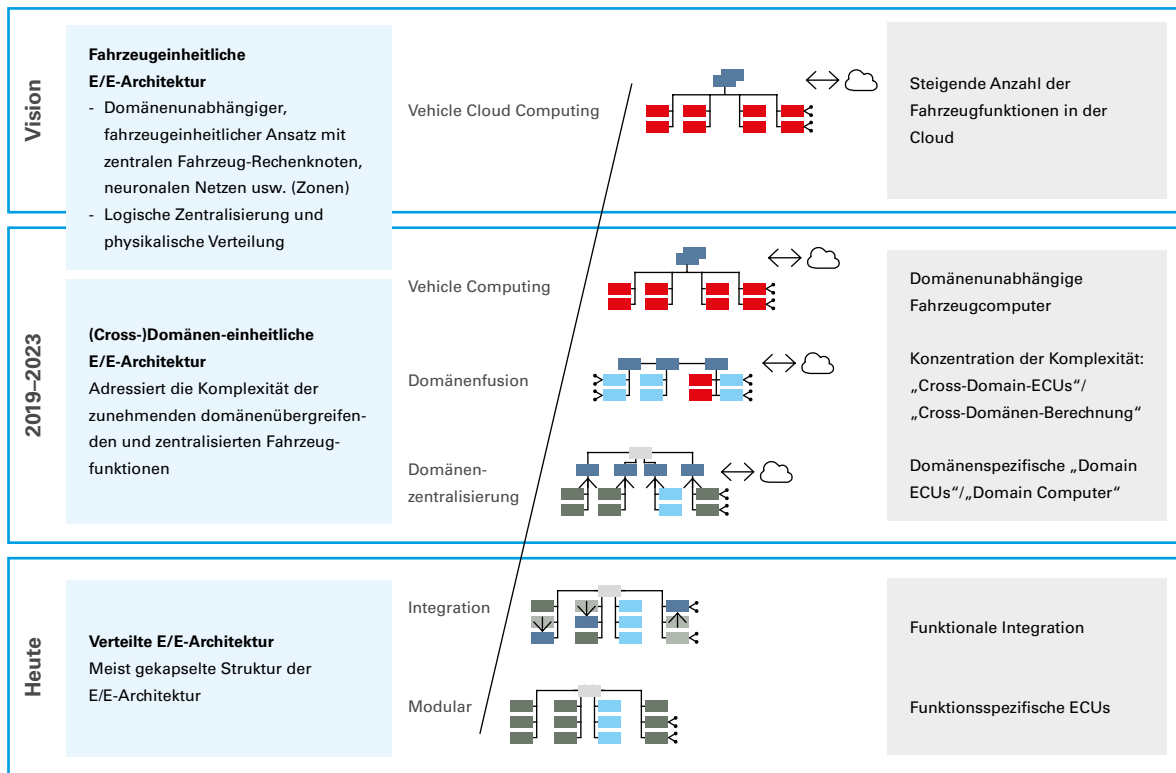 Vision
Fahrzeugeinheitliche
E/E-Architektur
- Domänenunabhängiger,
fahrzeugeinheitlicher Ansatz mit
zentralen Fahrzeug-Rechenknoten,
neuronalen Netzen usw. (Zonen)
- Logische Zentralisierung und
physikalische Verteilung
Vehicle Cloud Computing
Steigende Anzahl der
Fahrzeugfunktionen in der
Cloud
2019–2023
(Cross-)Domänen-einheitliche
E/E-Architektur
Adressiert die Komplexität der
zunehmenden domänenübergreifen-
den und zentralisierten Fahrzeug-
funktionen
Vehicle Computing
Domänenunabhängige
Fahrzeugcomputer
Domänenfusion
Konzentration der Komplexität:
„Cross-Domain-ECUs“/
„Cross-Domänen-Berechnung“
Domänen-
zentralisierung
Domänenspezifische „Domain
ECUs“/„Domain Computer“
Heute
Verteilte E/E-Architektur
Meist gekapselte Struktur der
E/E-Architektur
Integration
Funktionale Integration
Modular
Funktionsspezifische ECUs